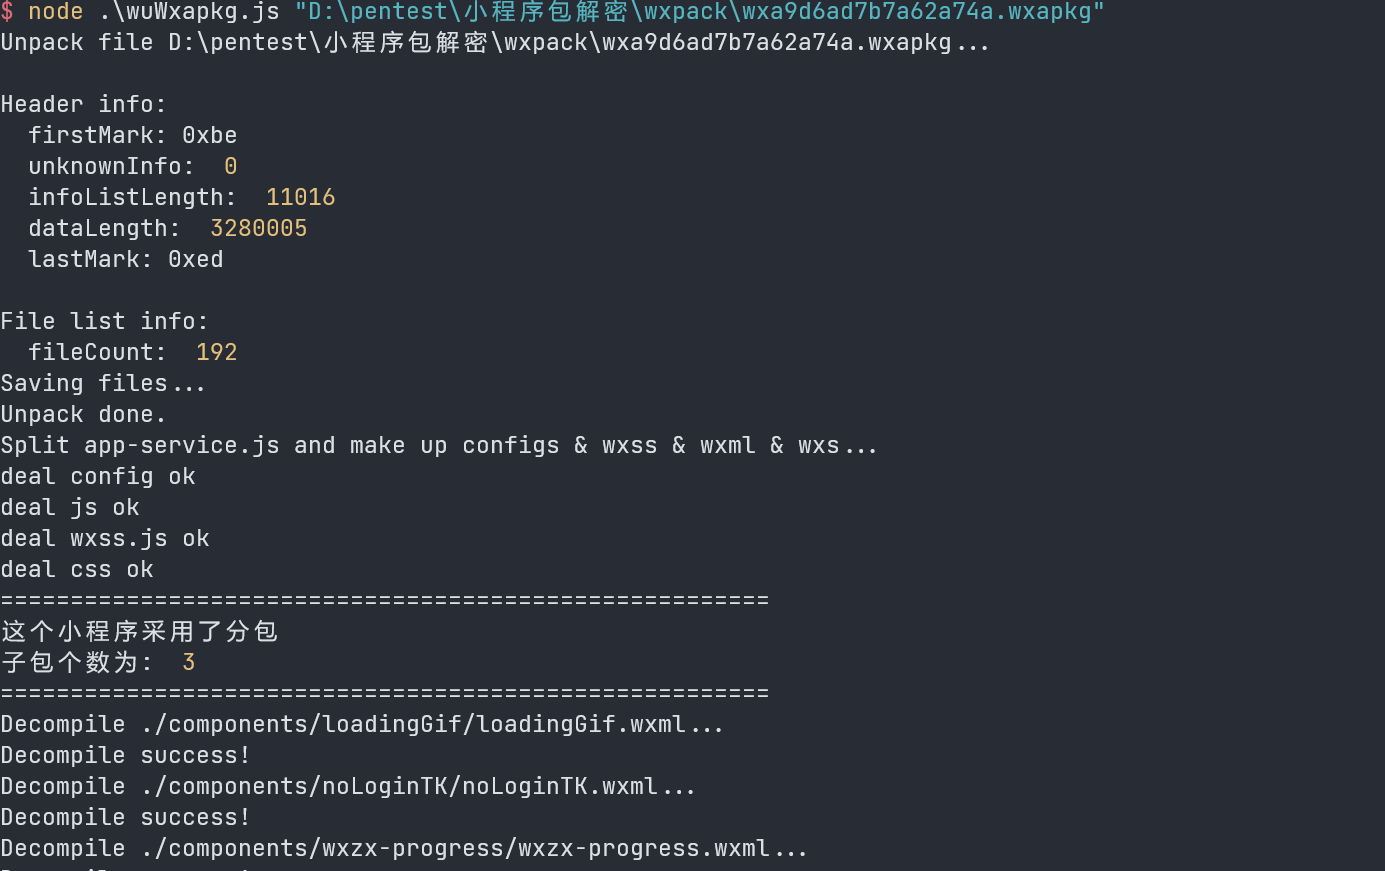 $ node .\wuWxapkg.js "D:\pentest\小程序包解密\wxpack\wxa9d6ad7b7a62a74a.wxapkg"
Unpack file D:\pentest\小程序包解密\wxpack\wxa9d6ad7b7a62a74a.wxapkg...
Header info:
firstMark: 0xbe
unknownInfo: 0
infoListLength: 11016
dataLength: 3280005
lastMark: 0xed
File list info:
fileCount: 192
Saving files...
Unpack done.
Split app-service.js and make up configs & wxss & wxml & wxs...
deal config ok
deal js ok
deal wxss.js ok
deal css ok
=======================================================
这个小程序采用了分包
子包个数为: 3
=======================================================
Decompile ./components/loadingGif/loadingGif.wxml...
Decompile success!
Decompile ./components/noLoginTK/noLoginTK.wxml...
Decompile success!
Decompile ./components/wxzx-progress/wxzx-progress.wxml...